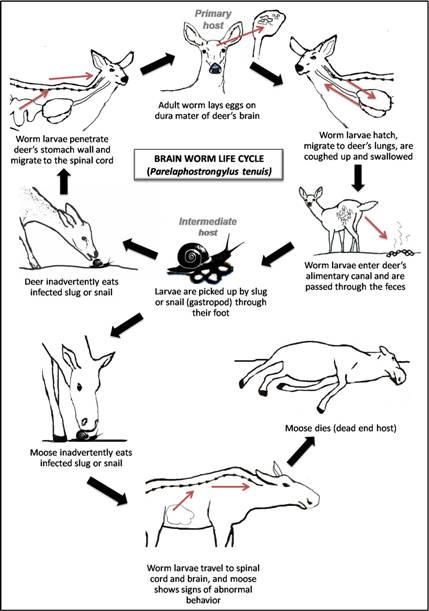 Primary
host
Adult worm lays eggs on
dura mater of deer's brain
Worm larvae penetrate
deer's stomach wall and
migrate to the spinal cord
Worm larvae hatch,
migrate to deer's lungs, are
coughed up and swallowed
BRAIN WORM LIFE CYCLE
(Parelaphostrongylus tenuis)
Intermediate
host
Deer inadvertently eats
infected slug or snail
Larvae are picked up by slug
or snail (gastropod) through
their foot
Worm larvae enter deer's
alimentary canal and are
passed through the feces
Moose inadvertently eats
infected slug or snail
Moose dies (dead end host)
Worm larvae travel to spinal
cord and brain, and moose
shows signs of abnormal
behavior